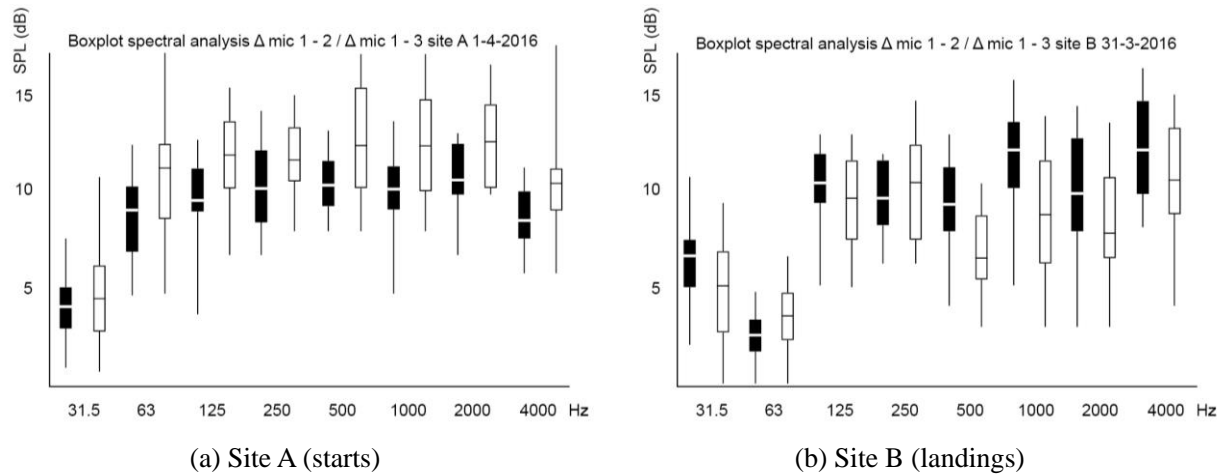 Boxplot spectral analysis Δ mic 1 - 2 / Δ mic 1 - 3 site A 1-4-2016
SPL (dB)
15
10
5
31.5 63 125 250 500 1000 2000 4000 Hz
(a) Site A (starts)
Boxplot spectral analysis Δ mic 1 - 2 / Δ mic 1 - 3 site B 31-3-2016
SPL (dB)
15
10
5
31.5 63 125 250 500 1000 2000 4000 Hz
(b) Site B (landings)